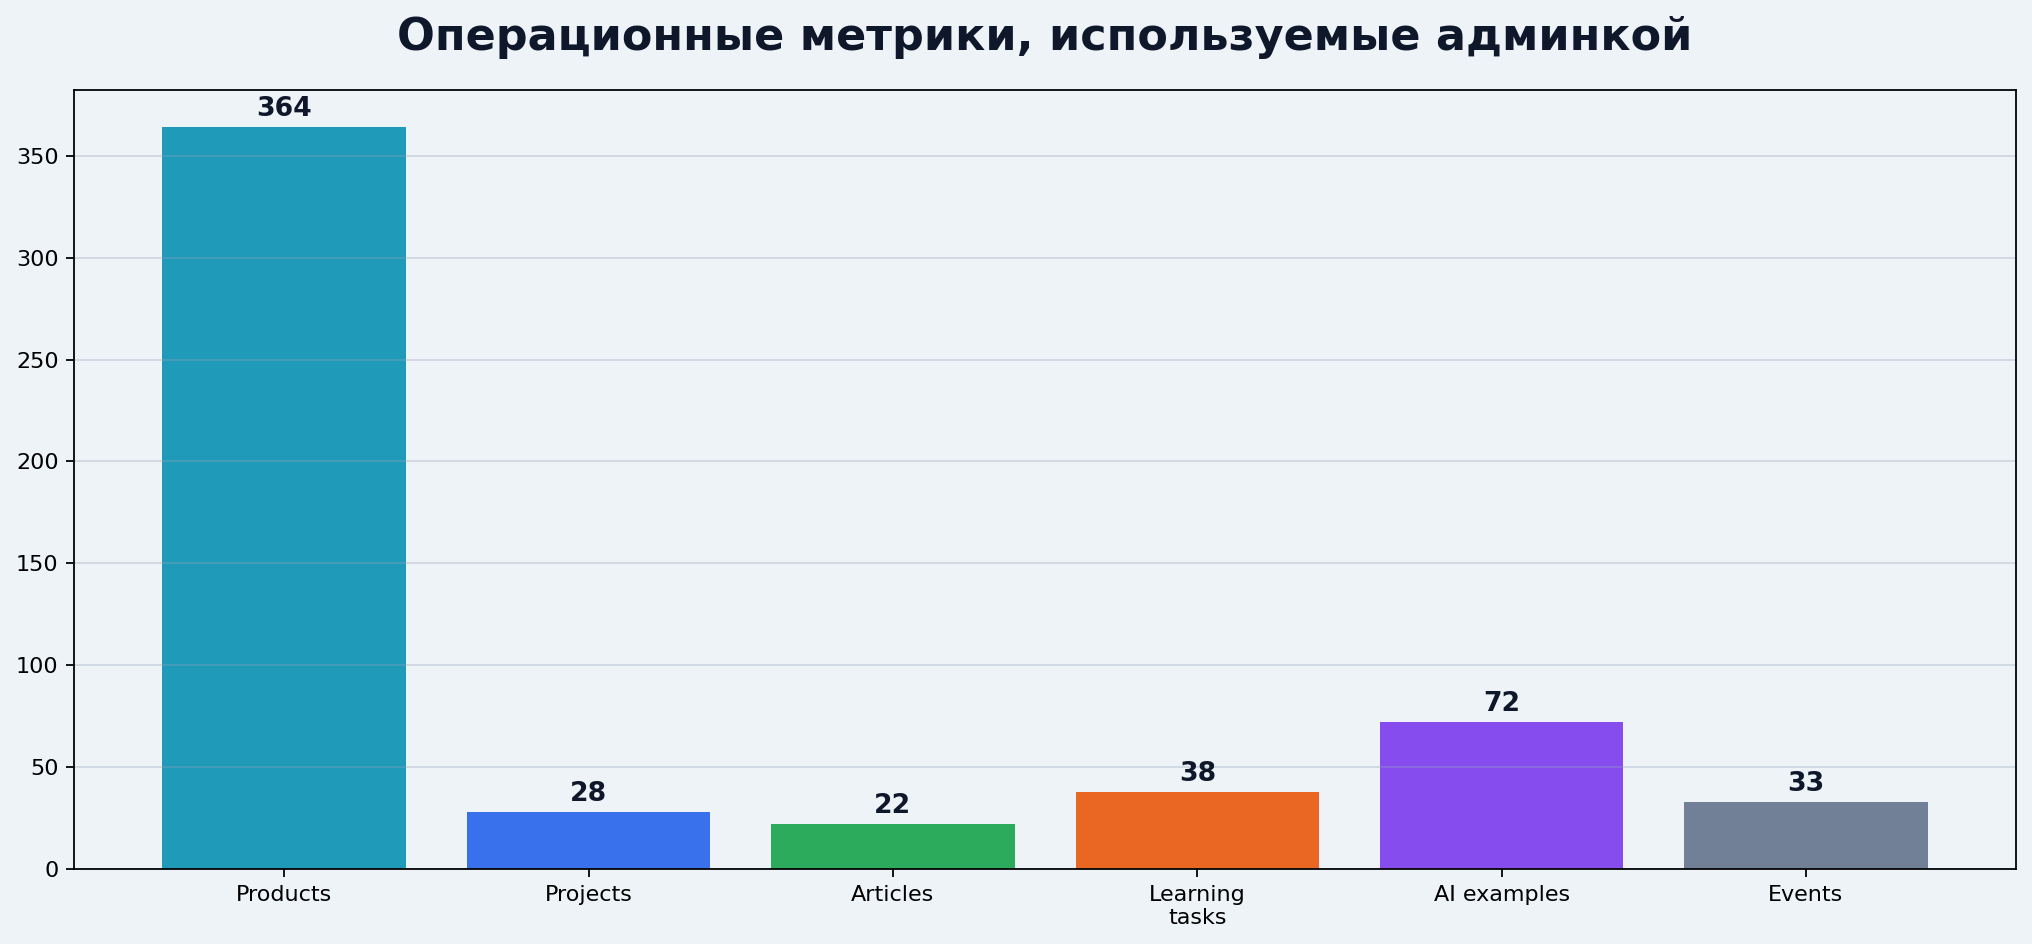 Операционные метрики, используемые админкой
364
350
300
250
200
150
100
72
50
38
33
28
22
0
Products
Projects
Articles
Learning
tasks
AI examples
Events